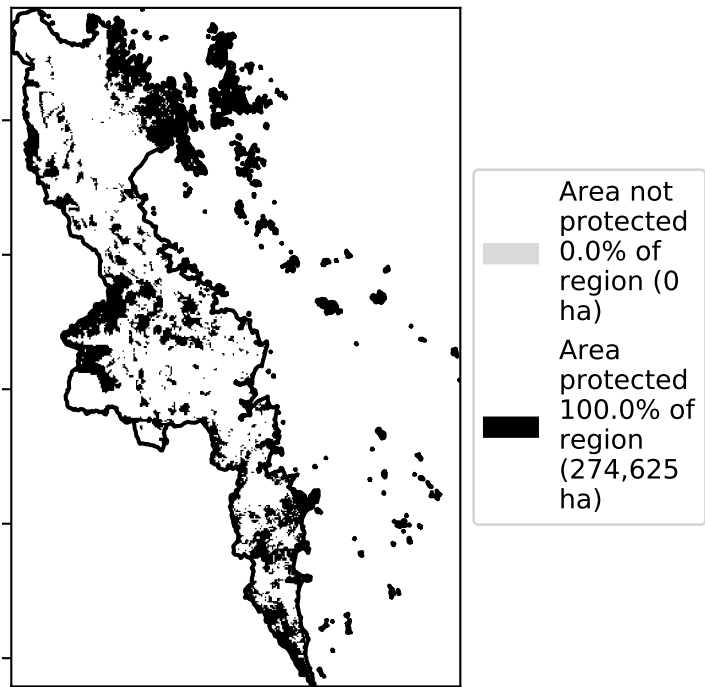 Area not
protected
0.0% of
region (0
ha)
Area
protected
100.0% of
region
(274,625
ha)